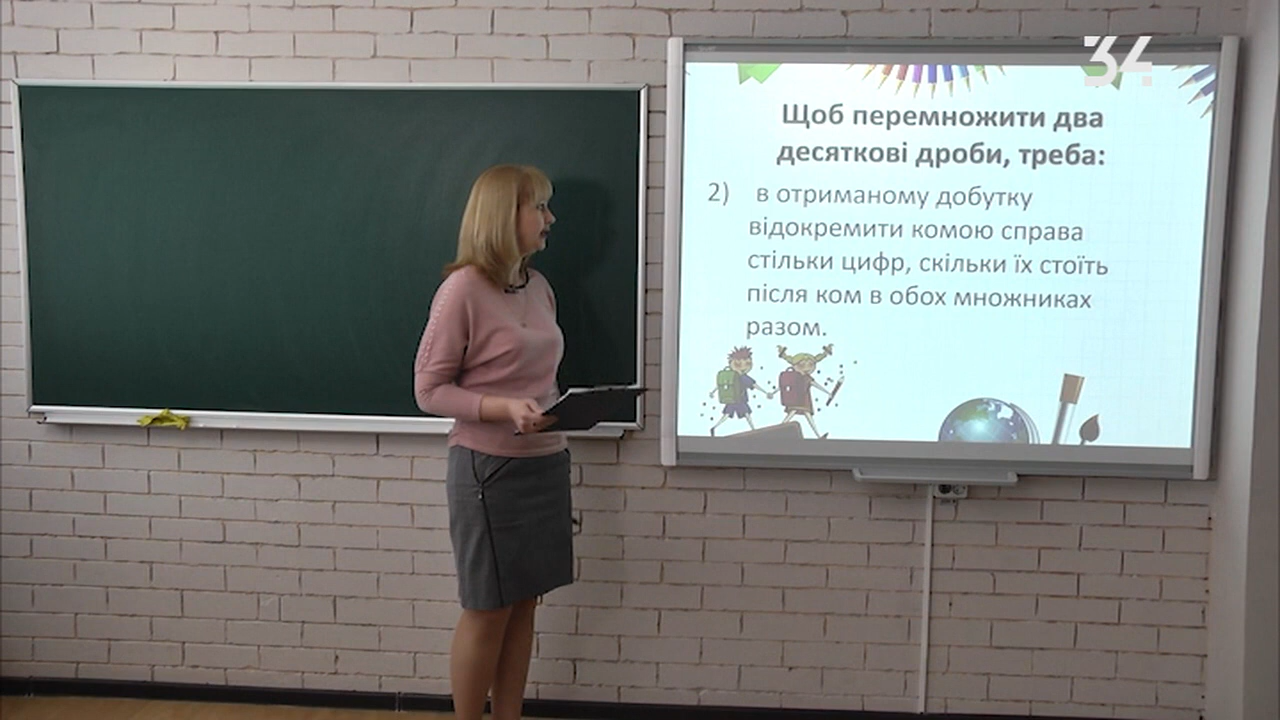 34
Щоб перемножити два
десяткові дроби, треба:
2) в отриманому добутку
відокремити комою справа
стільки цифр, скільки їх стоїть
після ком в обох множниках
разом.